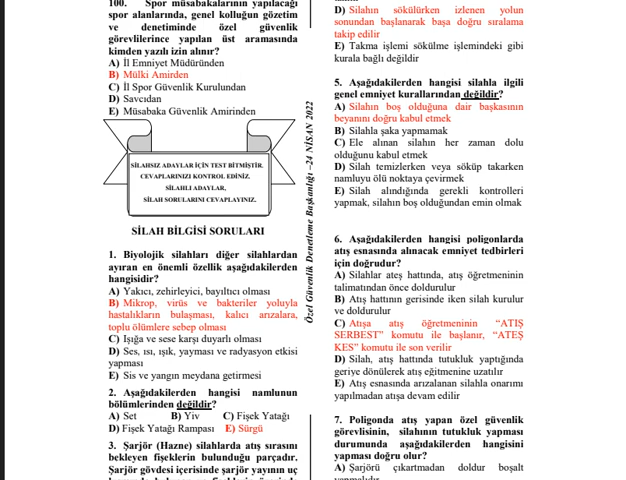 100. Spor müsabakalarının yapılacağı
spor alanlarında, genel kolluğun gözetim
ve denetiminde özel güvenlik
görevlilerince yapılan üst aramasında
kimden yazılı izin alınır?
A) İl Emniyet Müdüründen
B) Mülki Amirden
C) İl Spor Güvenlik Kurulundan
D) Savcıdan
E) Müsabaka Güvenlik Amirinden
SİLAHSIZ ADAYLAR İÇİN TEST BİTMİŞTİR.
CEVAPLARINIZI KONTROL EDİNİZ.
SİLAHLI ADAYLAR,
SİLAH SORULARINI CEVAPLAYINIZ.
SİLAH BİLGİSİ SORULARI
1. Biyolojik silahları diğer silahlardan
ayıran en önemli özellik aşağıdakilerden
hangisidir?
A) Yakıcı, zehirleyici, bayıltıcı olması
B) Mikrop, virüs ve bakteriler yoluyla
hastalıkların bulaşması, kalıcı arızalara,
toplu ölümlere sebep olması
C) Işığa ve sese karşı duyarlı olması
D) Ses, ısı, ışık, yayması ve radyasyon etkisi
yapması
E) Sis ve yangın meydana getirmesi
2. Aşağıdakilerden hangisi namlunun
bölümlerinden değildir?
A) Set B) Yiv C) Fişek Yatağı
D) Fişek Yatağı Rampası E) Sürgü
3. Şarjör (Hazne) silahlarda atış sırasını
bekleyen fişeklerin bulunduğu parçadır.
Şarjör gövdesi içerisinde şarjör yayının uç
Özel Güvenlik Denetleme Başkanlığı –24 NİSAN 2022
D) Silahın sökülürken izlenen yolun
sonundan başlanarak başa doğru sıralama
takip edilir
E) Takma işlemi sökülme işlemindeki gibi
kurala bağlı değildir
5. Aşağıdakilerden hangisi silahla ilgili
genel emniyet kurallarından değildir?
A) Silahın boş olduğuna dair başkasının
beyanını doğru kabul etmek
B) Silahla şaka yapmamak
C) Ele alınan silahın her zaman dolu
olduğunu kabul etmek
D) Silah temizlerken veya söküp takarken
namluyu ölü noktaya çevirmek
E) Silah alındığında gerekli kontrolleri
yapmak, silahın boş olduğundan emin olmak
6. Aşağıdakilerden hangisi poligonlarda
atış esnasında alınacak emniyet tedbirleri
için doğrudur?
A) Silahlar ateş hattında, atış öğretmeninin
talimatından önce doldurulur
B) Atış hattının gerisinde iken silah kurulur
ve doldurulur
C) Atışa atış öğretmeninin “ATIŞ
SERBEST” komutu ile başlanır, “ATEŞ
KES” komutu ile son verilir
D) Silah, atış hattında tutukluk yaptığında
geriye dönülerek atış eğitmenine uzatılır
E) Atış esnasında arızalanan silahla onarımı
yapılmadan atışa devam edilir
7. Poligonda atış yapan özel güvenlik
görevlisinin, silahının tutukluk yapması
durumunda aşağıdakilerden hangisini
yapması doğru olur?
A) Şarjörü çıkartmadan doldur boşalt